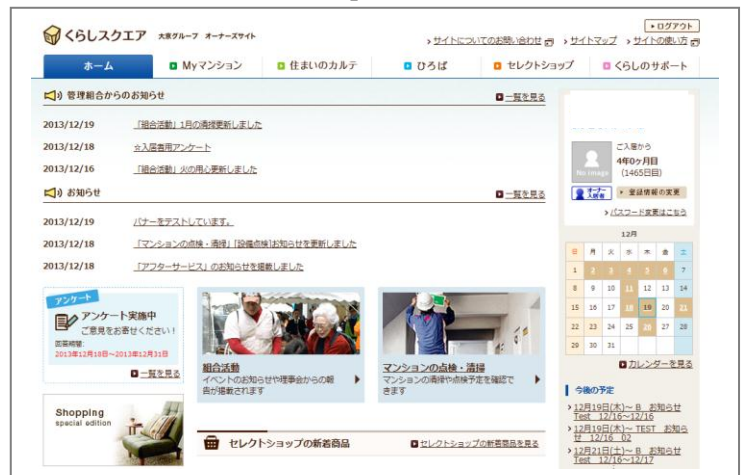 くらしスクエア 大京グループ オーナーズサイト
ログアウト
サイトについてのお問い合わせ サイトマップ サイトの使い方
ホーム Myマンション 住まいのカルテ ひろば セレクトショップ くらしのサポート
管理組合からのお知らせ 一覧を見る
2013/12/19 「組合活動」1月の清掃更新しました
2013/12/18 ☆入居者用アンケート
2013/12/16 「組合活動」火の用心更新しました
お知らせ 一覧を見る
2013/12/19 バナーをテストしています。
2013/12/18 「マンションの点検・清掃」「設備点検」お知らせを更新しました
2013/12/18 「アフターサービス」のお知らせを掲載しました
アンケート
アンケート実施中
ご意見をお寄せください!
回答期間:
2013年12月18日~2013年12月31日
一覧を見る
組合活動
イベントのお知らせや理事会からの報
告が掲載されます
マンションの点検・清掃
マンションの清掃や点検予定を確認で
きます
Shopping
special edition
セレクトショップの新着商品 セレクトショップの新着商品を見る
No Image
ご入居から
4年0ヶ月目
(1465日目)
オーナー
入居者
登録情報の変更
パスワード変更はこちら
12月
日 月 火 水 木 金 土
1 2 3 4 5 6 7
8 9 10 11 12 13 14
15 16 17 18 19 20 21
22 23 24 25 26 27 28
29 30 31
カレンダーを見る
今後の予定
12月19日(木)~ B お知らせ
Test 12/16~12/16
12月19日(木)~ TEST お知ら
せ 12/16 02
12月21日(土)~ B お知らせ
Test 12/16~12/17